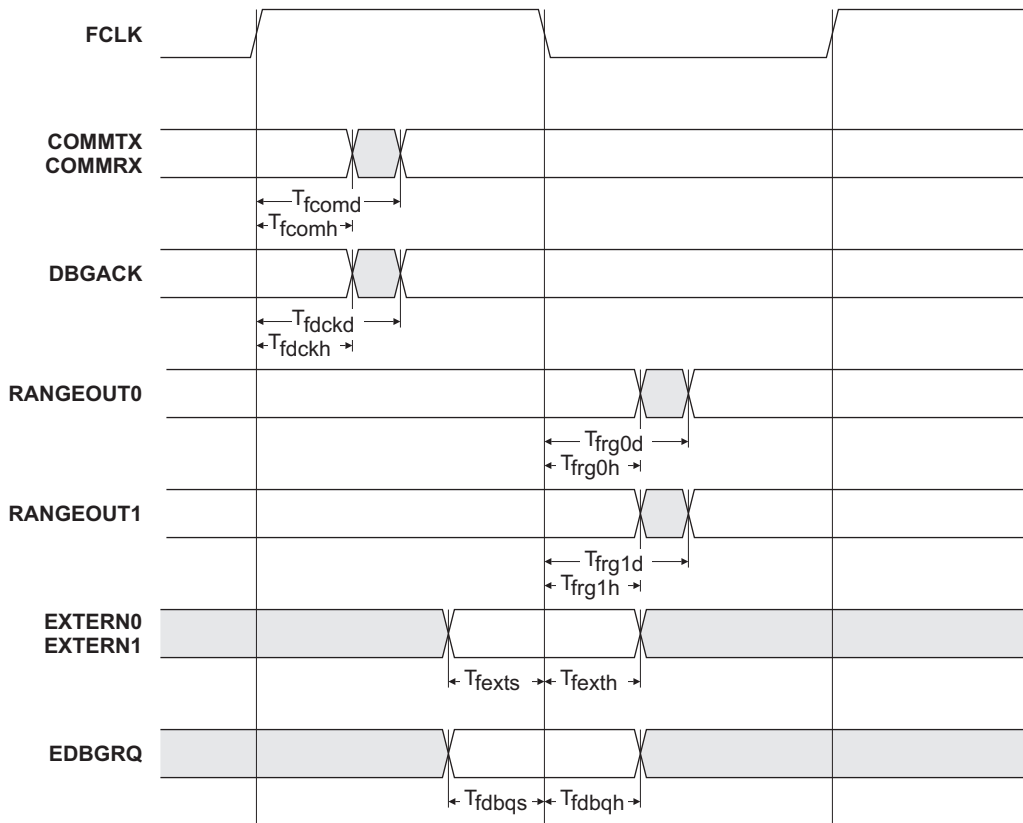 FCLK
COMMTX
COMMRX
Tfcomd
Tfcomh
DBGACK
Tfdckd
Tfdckh
RANGEOUT0
Tfrg0d
Tfrg0h
RANGEOUT1
Tfrg1d
Tfrg1h
EXTERN0
EXTERN1
Tfexts Tfexth
EDBGRQ
Tfdbqs Tfdbqh